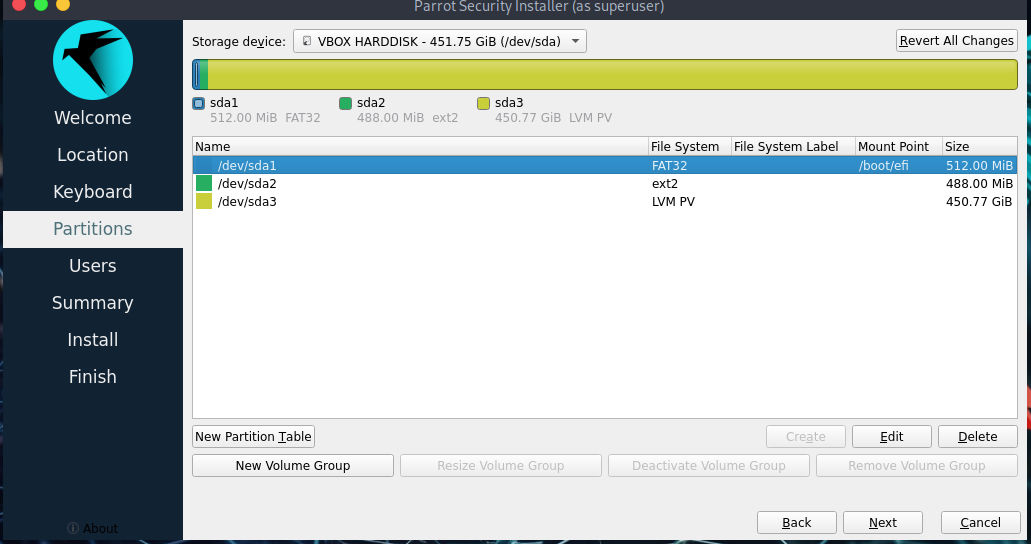 Parrot Security Installer (as superuser)
Storage device: VBOX HARDDISK - 451.75 GiB (/dev/sda) Revert All Changes
sda1 sda2 sda3
512.00 MiB FAT32 488.00 MiB ext2 450.77 GiB LVM PV
Name File System File System Label Mount Point Size
/dev/sda1 FAT32 /boot/efi 512.00 MiB
/dev/sda2 ext2 488.00 MiB
/dev/sda3 LVM PV 450.77 GiB
Welcome
Location
Keyboard
Partitions
Users
Summary
Install
Finish
New Partition Table Create Edit Delete
New Volume Group Resize Volume Group Deactivate Volume Group Remove Volume Group
About
Back Next Cancel